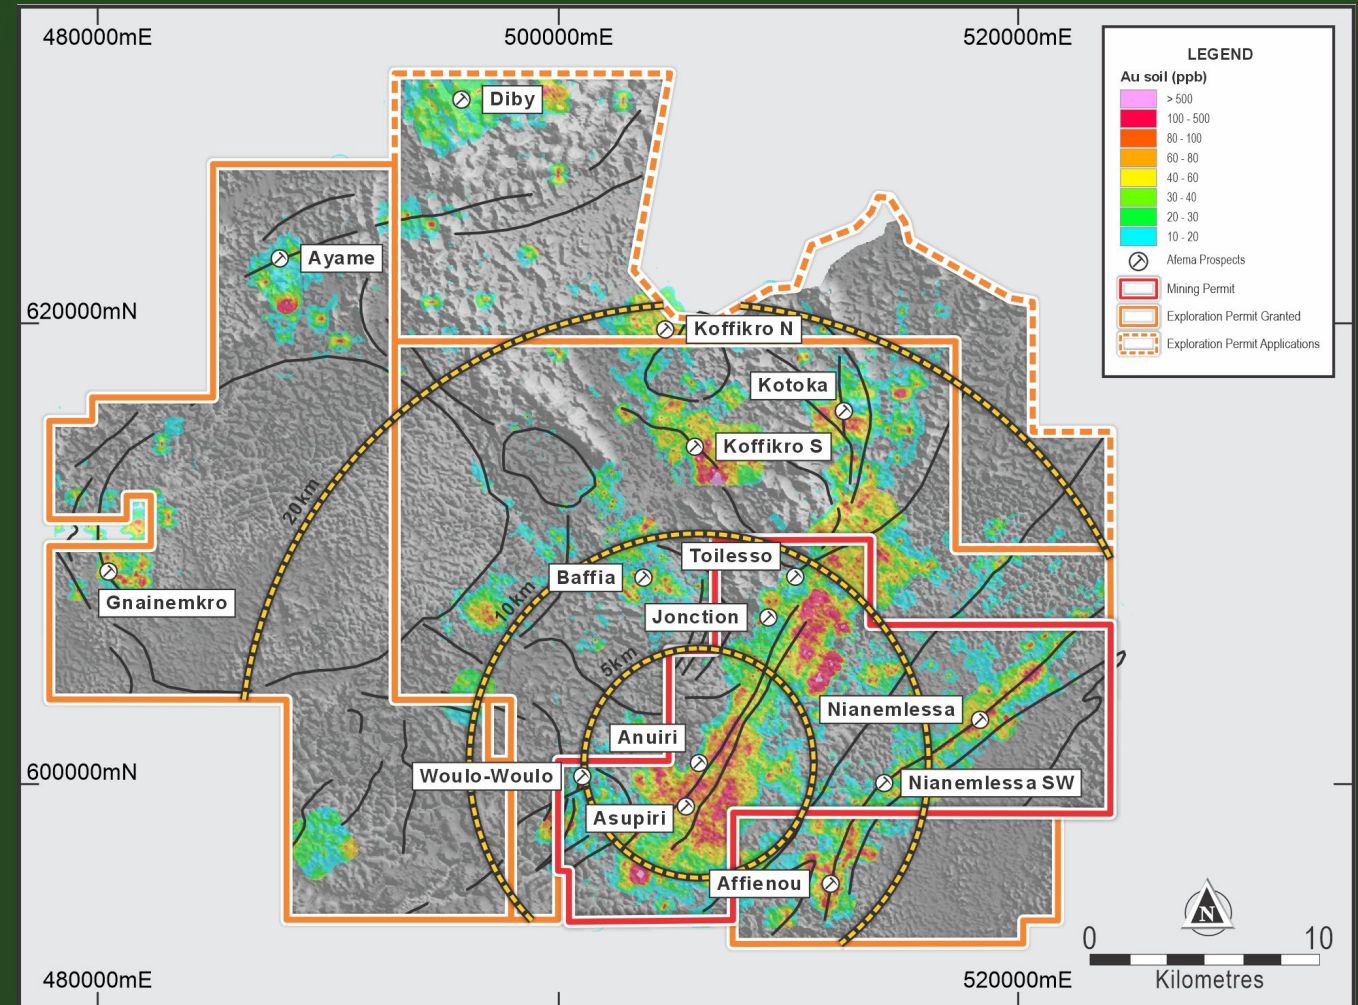 480000mE
500000mE
520000mE
LEGEND
Au soil (ppb)
> 500
100 - 500
80 - 100
60 - 80
40 - 60
30 - 40
20 - 30
10 - 20
Afema Prospects
Mining Permit
Exploration Permit Granted
Exploration Permit Applications
Diby
Ayame
620000mN
Koffikro N
Kotoka
Koffikro S
20km
Toilesso
Baffia
Gnainemkro
10km
Jonction
5km
Nianemlessa
Anuiri
600000mN
Woulo-Woulo
Nianemlessa SW
Asupiri
Affienou
N
0 10
Kilometres
480000mE
520000mE